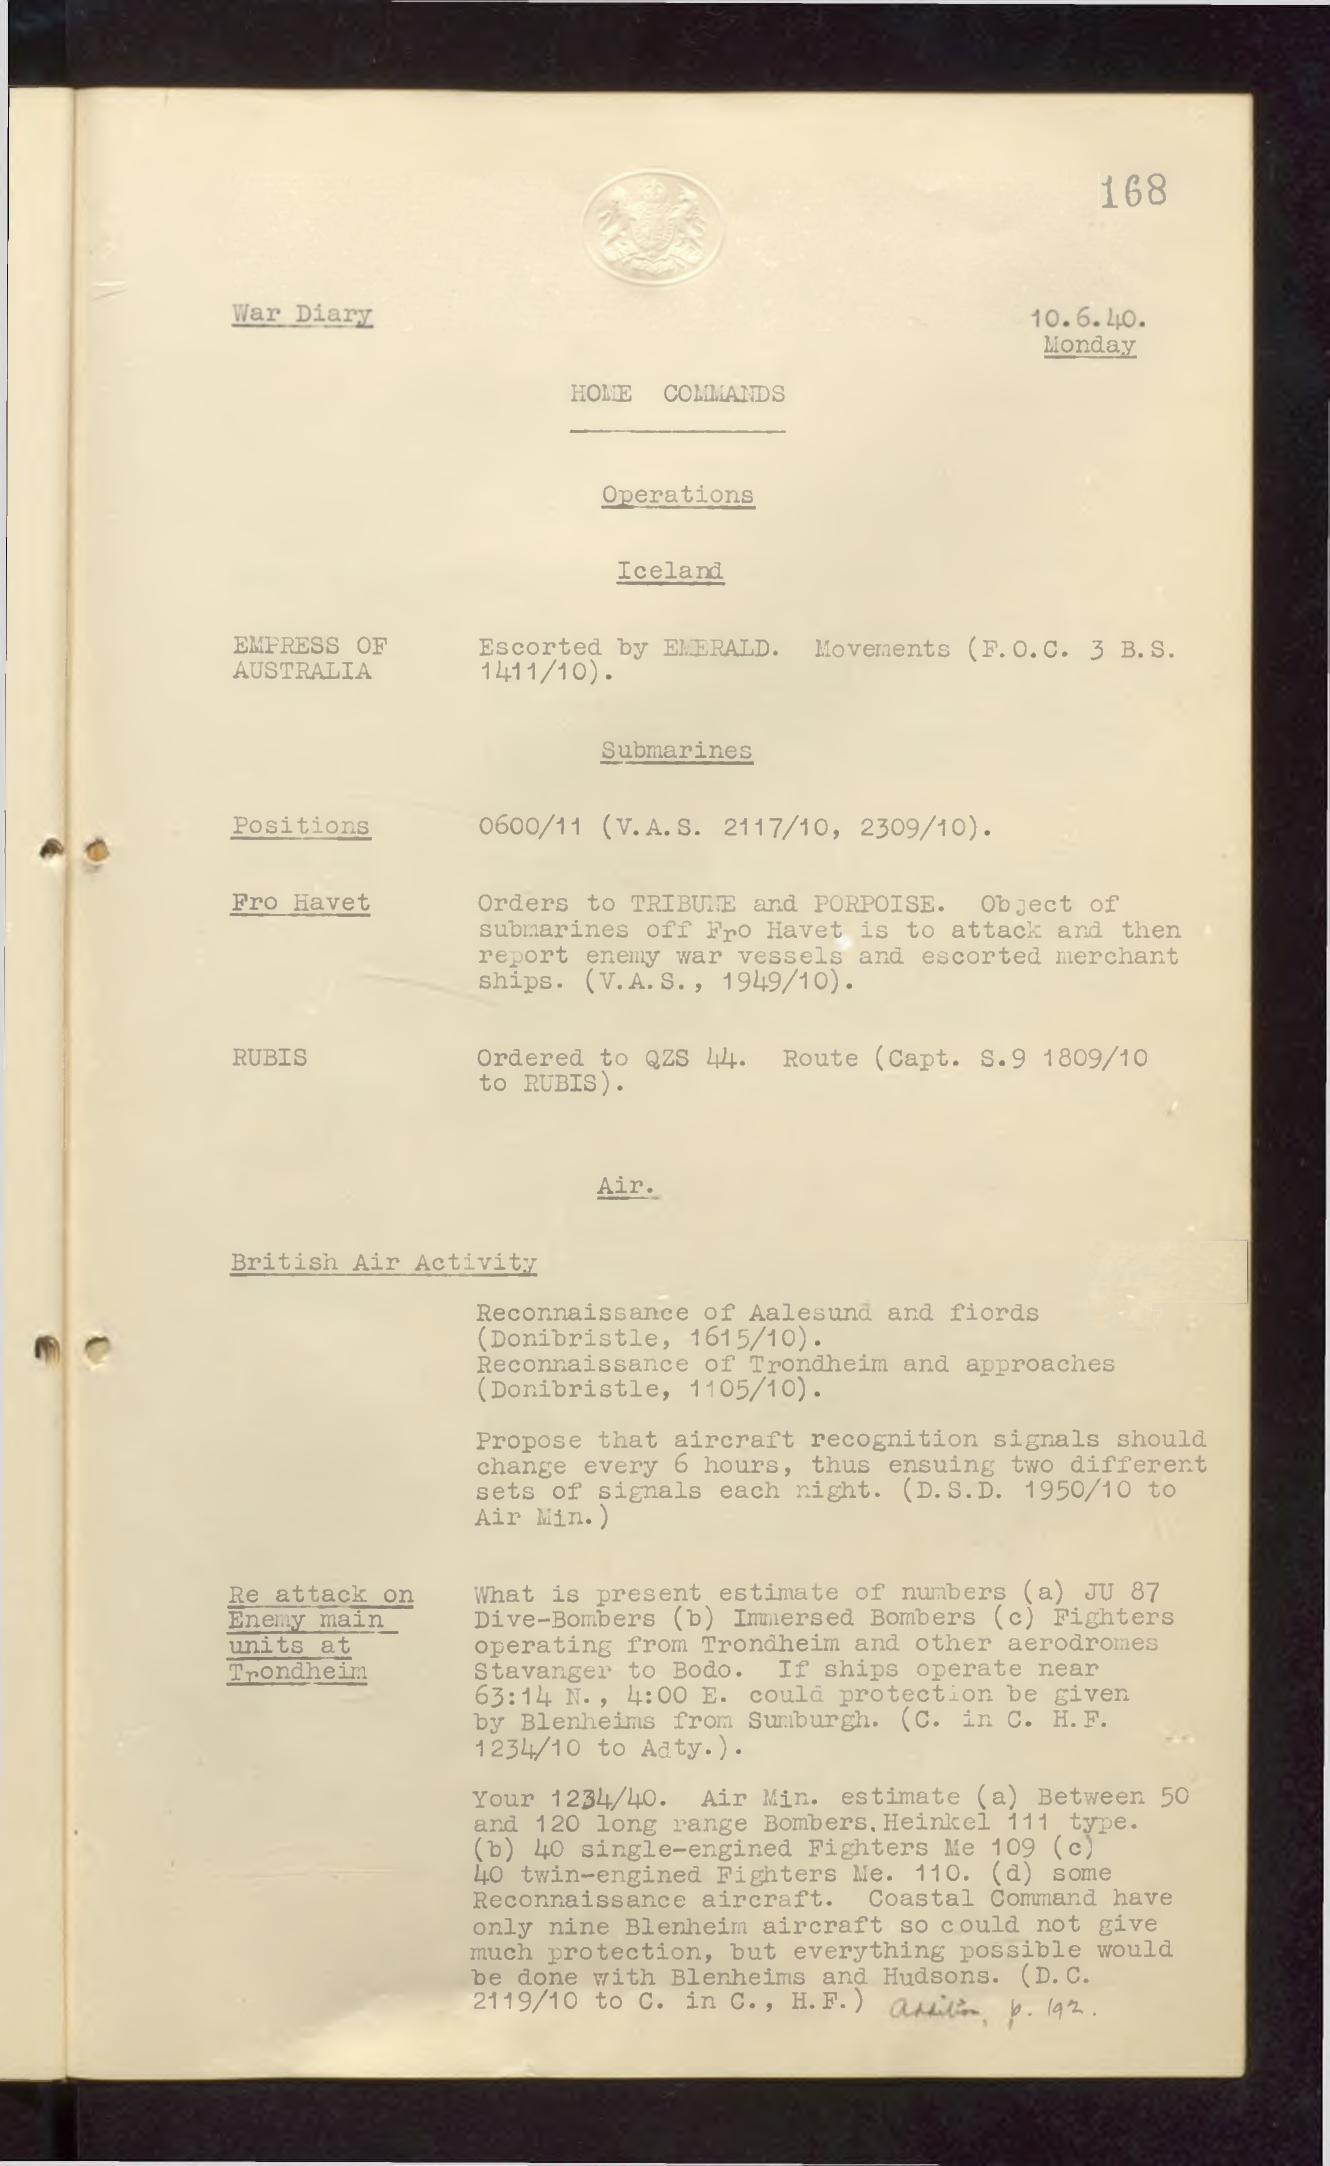 168
War Diary
10.6.40.
Monday
HOME COMMANDS
Operations
Iceland
EMPRESS OF
AUSTRALIA
Escorted by EMERALD. Movements (F.O.C. 3 B.S.
1411/10).
Submarines
Positions
0600/11 (V.A.S. 2117/10, 2309/10).
Fro Havet
Orders to TRIBUNE and PORPOISE. Object of
submarines off Fro Havet is to attack and then
report enemy war vessels and escorted merchant
ships. (V.A.S., 1949/10).
RUBIS
Ordered to QZS 44. Route (Capt. S.9 1809/10
to RUBIS).
Air.
British Air Activity
Reconnaissance of Aalesund and fiords
(Donibristle, 1615/10).
Reconnaissance of Trondheim and approaches
(Donibristle, 1105/10).
Propose that aircraft recognition signals should
change every 6 hours, thus ensuing two different
sets of signals each night. (D.S.D. 1950/10 to
Air Min.)
Re attack on
Enemy main
units at
Trondheim
What is present estimate of numbers (a) JU 87
Dive-Bombers (b) Immersed Bombers (c) Fighters
operating from Trondheim and other aerodromes
Stavanger to Bodo. If ships operate near
63:14 N., 4:00 E. could protection be given
by Blenheims from Sumburgh. (C. in C. H.F.
1234/10 to Adty.).
Your 1234/40. Air Min. estimate (a) Between 50
and 120 long range Bombers, Heinkel 111 type.
(b) 40 single-engined Fighters Me 109 (c)
40 twin-engined Fighters Me. 110. (d) some
Reconnaissance aircraft. Coastal Command have
only nine Blenheim aircraft so could not give
much protection, but everything possible would
be done with Blenheims and Hudsons. (D.C.
2119/10 to C. in C., H.F.) Addition, p. 192.